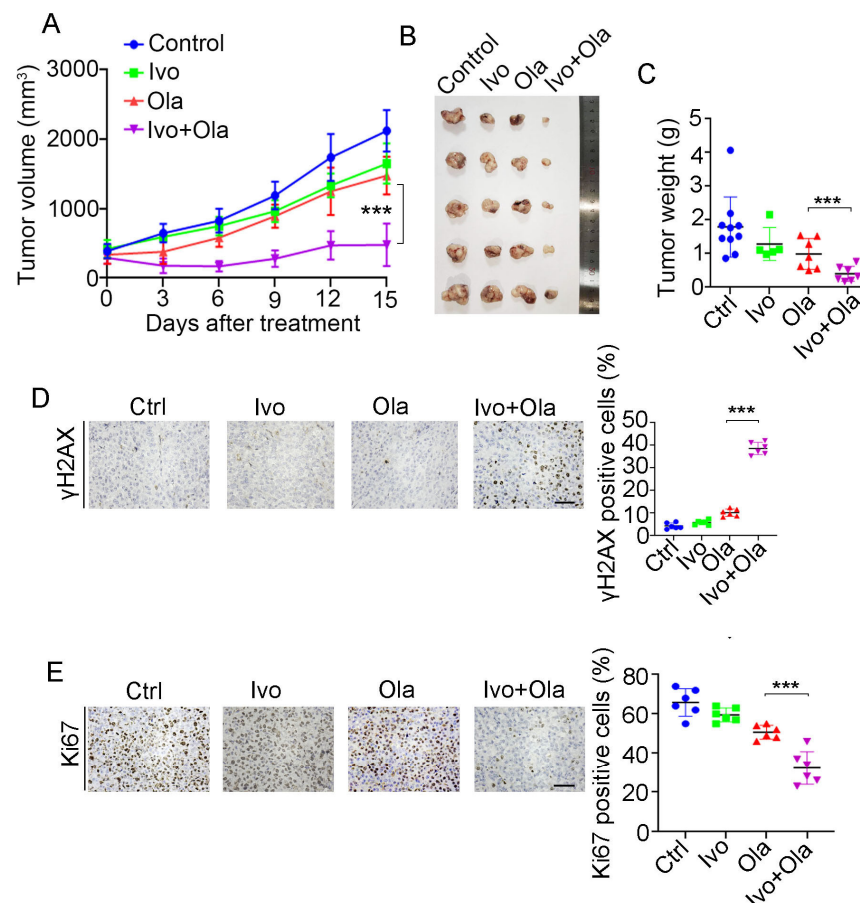 A
Control
Ivo
Ola
Ivo+Ola
Tumor volume (mm³)
3000
2000
1000
0
0 3 6 9 12 15
Days after treatment
***
B
Control Ivo Ola Ivo+Ola
C
Tumor weight (g)
5
4
3
2
1
0
***
Ctrl Ivo Ola Ivo+Ola
D
Ctrl Ivo Ola Ivo+Ola
γH2AX
γH2AX positive cells (%)
50
40
30
20
10
0
***
Ctrl Ivo Ola Ivo+Ola
E
Ctrl Ivo Ola Ivo+Ola
Ki67
Ki67 positive cells (%)
80
60
40
20
0
***
Ctrl Ivo Ola Ivo+Ola